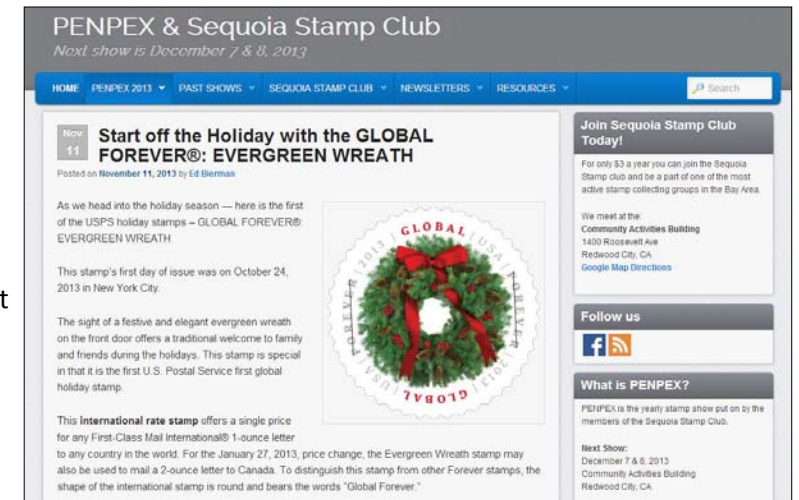 PENPEX & Sequoia Stamp Club
Next show is December 7 & 8, 2013
HOME PENPEX 2013 PAST SHOWS SEQUOIA STAMP CLUB NEWSLETTERS RESOURCES Search
Nov
11
Start off the Holiday with the GLOBAL
FOREVER®: EVERGREEN WREATH
Posted on November 11, 2013 by Ed Bierman
As we head into the holiday season — here is the first
of the USPS holiday stamps – GLOBAL FOREVER®:
EVERGREEN WREATH
This stamp's first day of issue was on October 24,
2013 in New York City.
The sight of a festive and elegant evergreen wreath
on the front door offers a traditional welcome to family
and friends during the holidays. This stamp is special
in that it is the first U.S. Postal Service first global
holiday stamp.
This international rate stamp offers a single price
for any First-Class Mail International® 1-ounce letter
to any country in the world. For the January 27, 2013, price change, the Evergreen Wreath stamp may
also be used to mail a 2-ounce letter to Canada. To distinguish this stamp from other Forever stamps, the
shape of the international stamp is round and bears the words "Global Forever."
GLOBAL USA FOREVER 2013 GLOBAL USA FOREVER 2013
Join Sequoia Stamp Club
Today!
For only $3 a year you can join the Sequoia
Stamp club and be a part of one of the most
active stamp collecting groups in the Bay Area.
We meet at the:
Community Activities Building
1400 Roosevelt Ave
Redwood City, CA
Google Map Directions
Follow us
f
What is PENPEX?
PENPEX is the yearly stamp show put on by the
members of the Sequoia Stamp Club.
Next Show:
December 7 & 8, 2013
Community Activities Building
Redwood City, CA
t